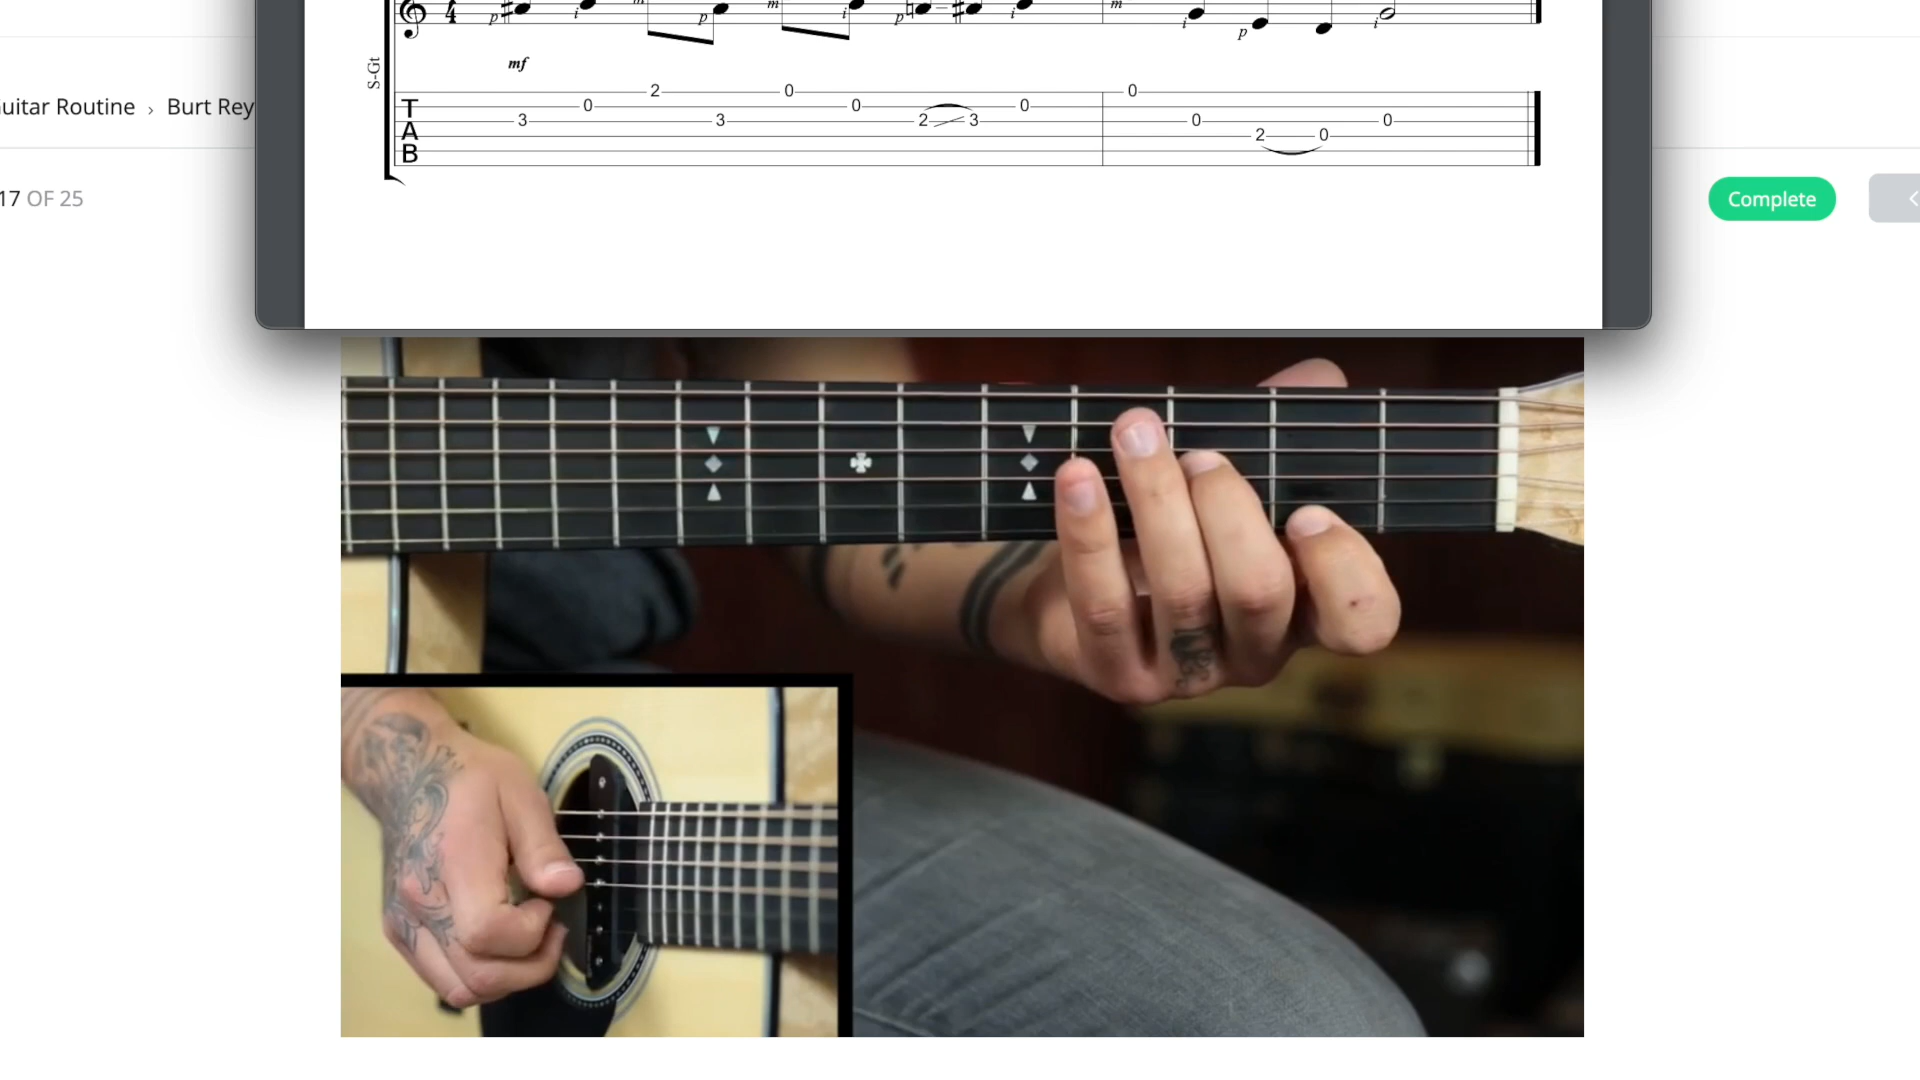 p i m p m i p i m i p i
mf
S-Gt
TAB
2 0 0
0 0 0
3 3 2 3 0 0
2 0
uitar Routine › Burt Rey
17 OF 25
Complete